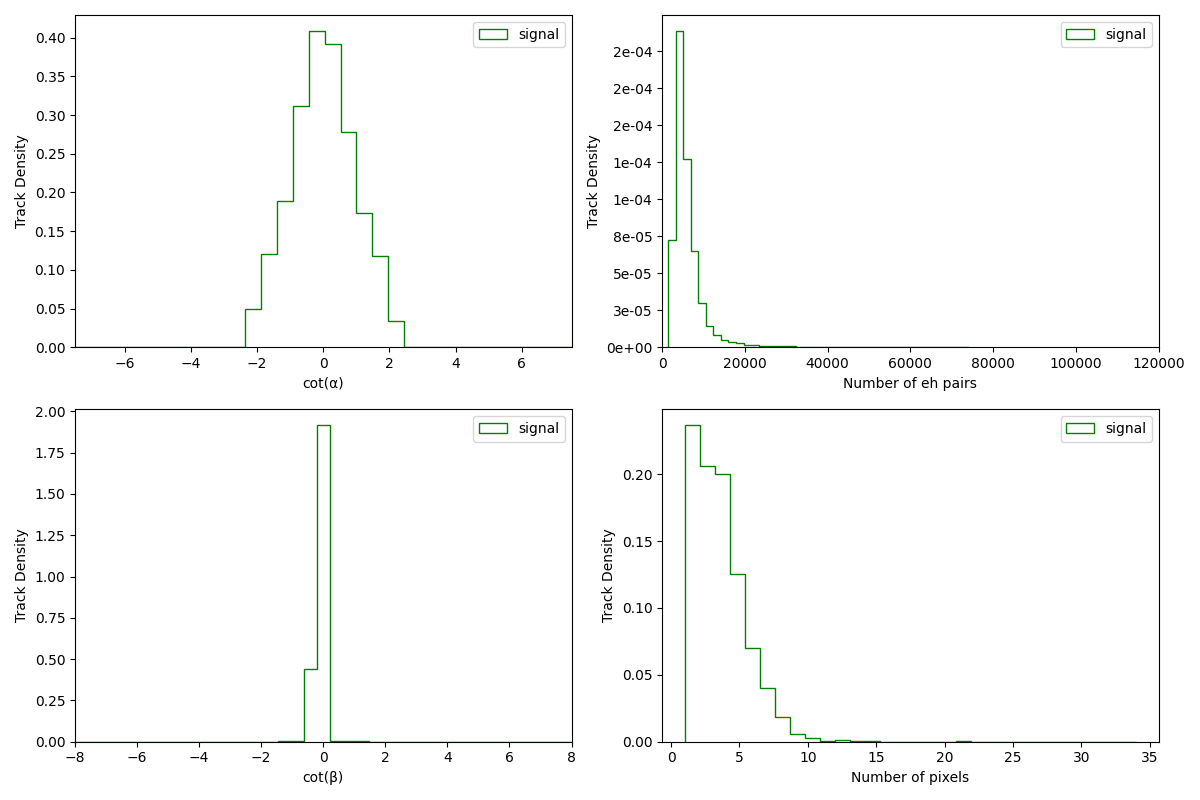 signal
0.40
0.35
0.30
0.25
0.20
0.15
0.10
0.05
0.00
Track Density
−6 −4 −2 0 2 4 6
cot(α)
signal
2e-04
2e-04
2e-04
1e-04
1e-04
8e-05
5e-05
3e-05
0e+00
Track Density
0 20000 40000 60000 80000 100000 120000
Number of eh pairs
signal
2.00
1.75
1.50
1.25
1.00
0.75
0.50
0.25
0.00
Track Density
−8 −6 −4 −2 0 2 4 6 8
cot(β)
signal
0.20
0.15
0.10
0.05
0.00
Track Density
0 5 10 15 20 25 30 35
Number of pixels